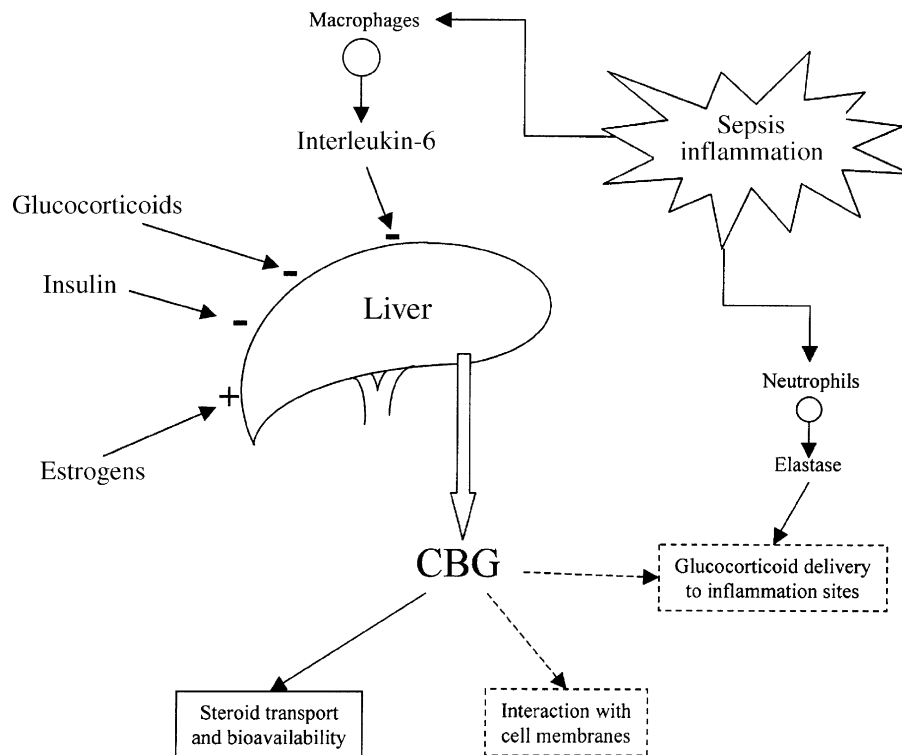 Macrophages
Sepsis
inflammation
Interleukin-6
Glucocorticoids
-
-
Insulin
-
Liver
+
Estrogens
Neutrophils
Elastase
CBG
Glucocorticoid delivery
to inflammation sites
Steroid transport
and bioavailability
Interaction with
cell membranes